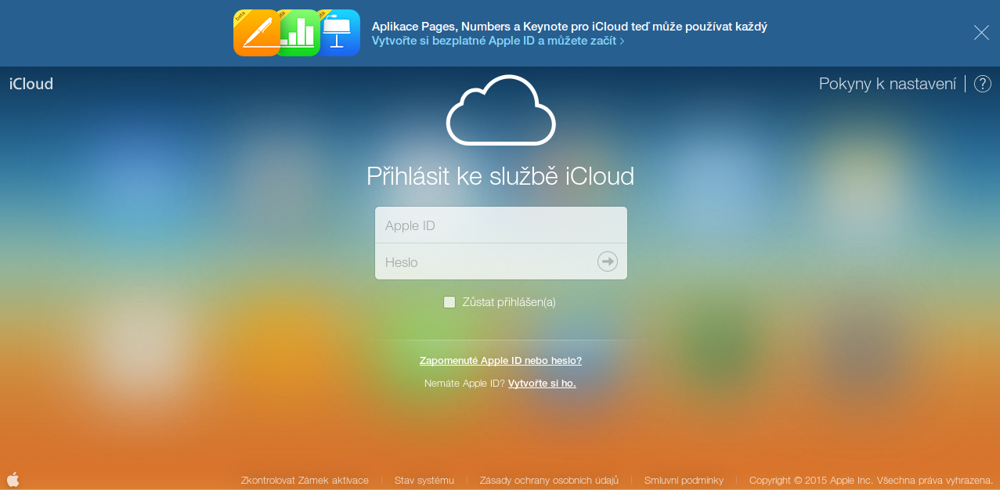 beta
Aplikace Pages, Numbers a Keynote pro iCloud teď může používat každý
Vytvořte si bezplatné Apple ID a můžete začít
iCloud
Pokyny k nastavení
?
Přihlásit ke službě iCloud
Apple ID
Heslo
Zůstat přihlášen(a)
Zapomenuté Apple ID nebo heslo?
Nemáte Apple ID? Vytvořte si ho.
Zkontrolovat Zámek aktivace
Stav systému
Zásady ochrany osobních údajů
Smluvní podmínky
Copyright © 2015 Apple Inc. Všechna práva vyhrazena.